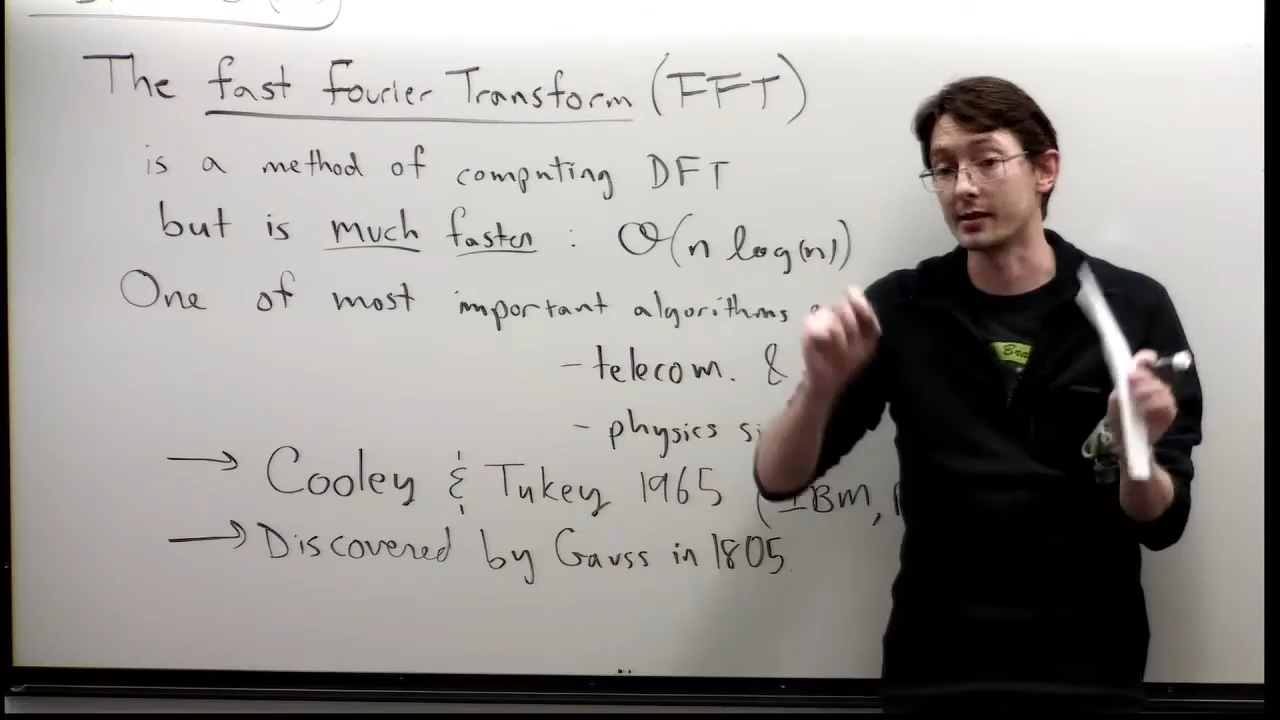 The fast Fourier Transform (FFT)
is a method of computing DFT
but is much faster : O(n log(n))
One of most important algorithms
- telecom. &
- physics
→ Cooley & Tukey 1965 (IBM,
→ Discovered by Gauss in 1805